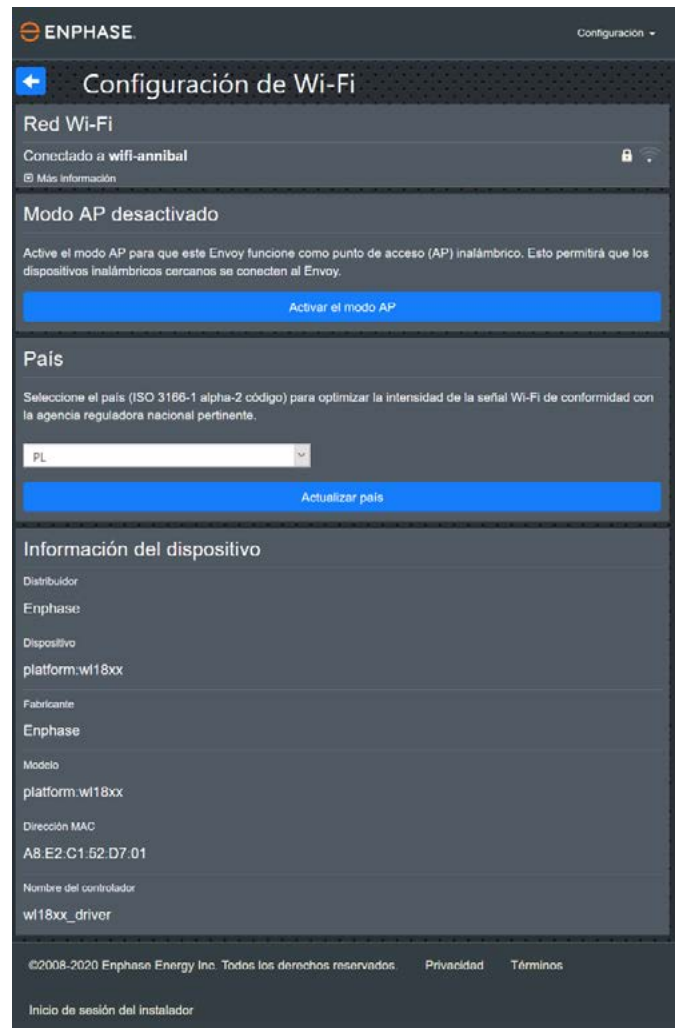 ENPHASE.
Configuración
Configuración de Wi-Fi
Red Wi-Fi
Conectado a wifi-annibal
Más información
Modo AP desactivado
Active el modo AP para que este Envoy funcione como punto de acceso (AP) inalámbrico. Esto permitirá que los
dispositivos inalámbricos cercanos se conecten al Envoy.
Activar el modo AP
País
Seleccione el país (ISO 3166-1 alpha-2 código) para optimizar la intensidad de la señal Wi-Fi de conformidad con
la agencia reguladora nacional pertinente.
PL
Actualizar país
Información del dispositivo
Distribuidor
Enphase
Dispositivo
platform:wl18xx
Fabricante
Enphase
Modelo
platform:wl18xx
Dirección MAC
A8:E2:C1:52:D7:01
Nombre del controlador
wl18xx_driver
©2008-2020 Enphase Energy Inc. Todos los derechos reservados. Privacidad Términos
Inicio de sesión del instalador